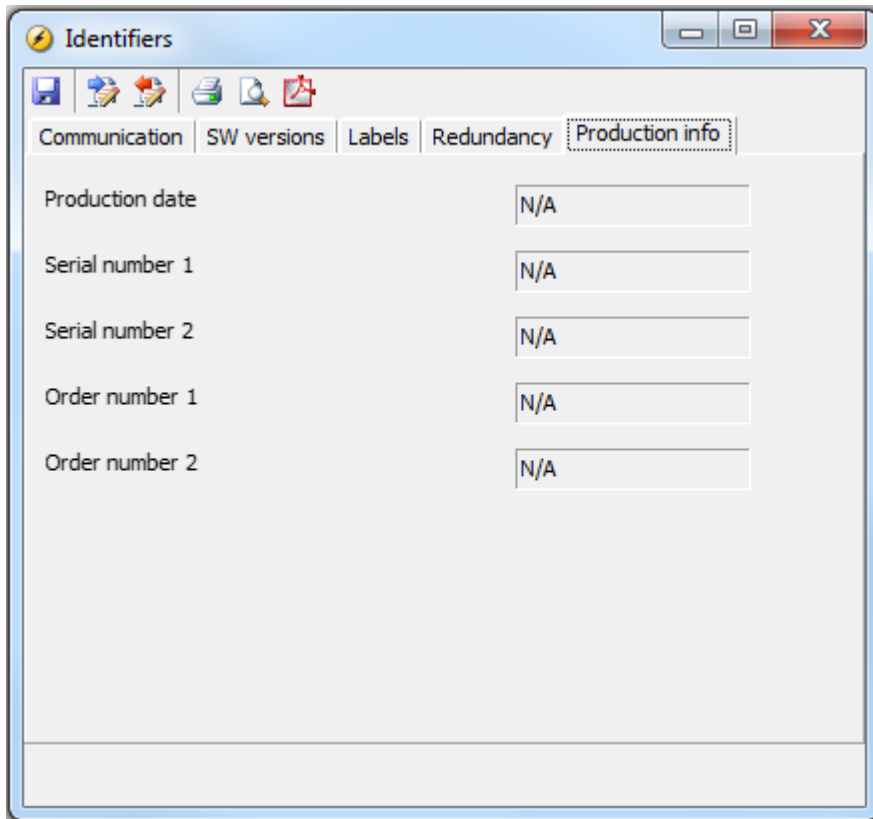 Identifiers
Communication SW versions Labels Redundancy Production info
Production date N/A
Serial number 1 N/A
Serial number 2 N/A
Order number 1 N/A
Order number 2 N/A